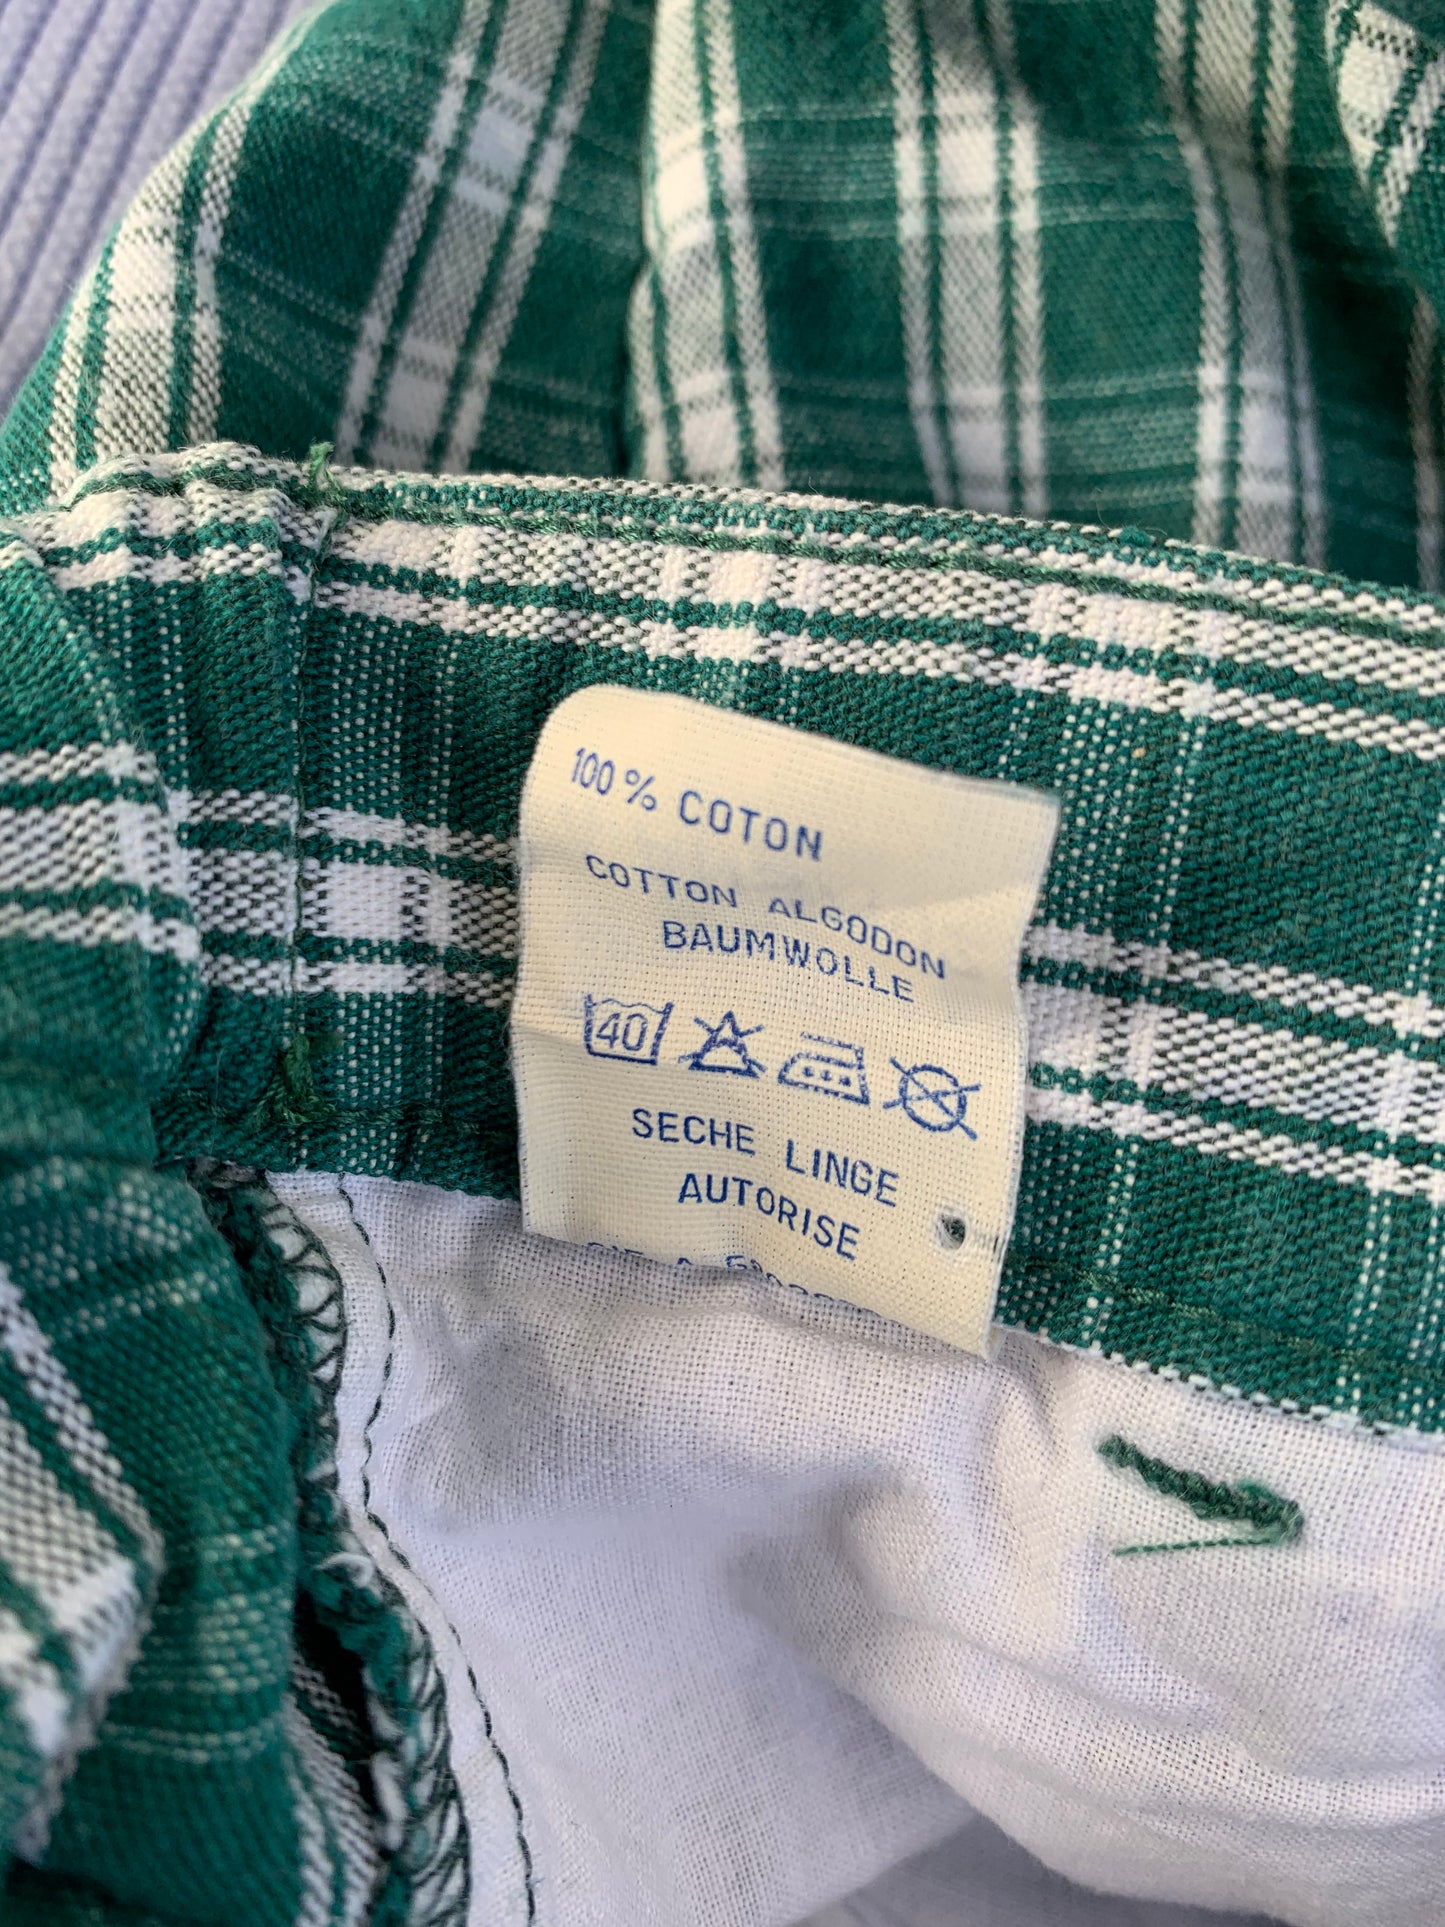 100% COTON
COTTON ALGODON
BAUMWOLLE
40
SECHE LINGE
AUTORISE